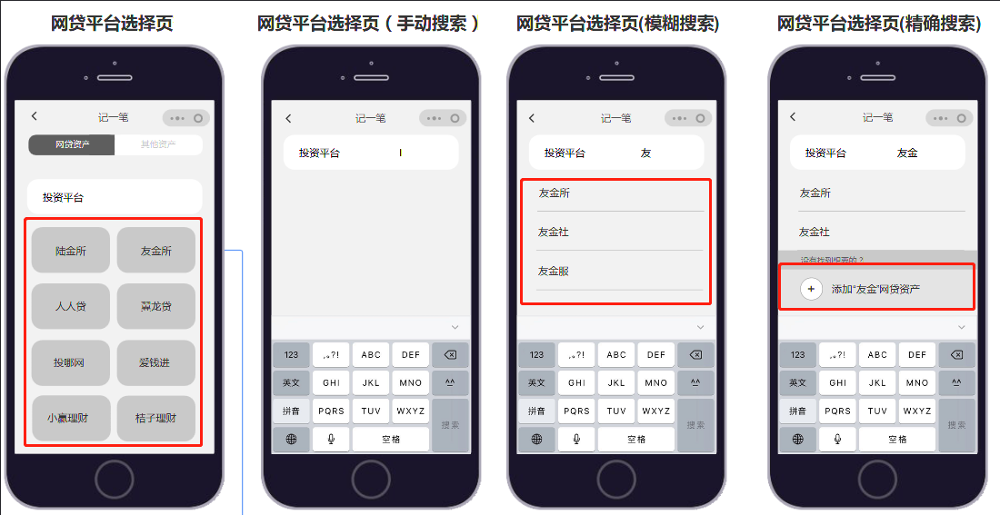 网贷平台选择页
记一笔
网贷资产 其他资产
投资平台
陆金所 友金所
人人贷 翼龙贷
投哪网 爱钱进
小赢理财 桔子理财
网贷平台选择页（手动搜索）
记一笔
投资平台 I
123 ,。?! ABC DEF
英文 GHI JKL MNO ^^
拼音 PQRS TUV WXYZ
搜索
空格
网贷平台选择页(模糊搜索)
记一笔
投资平台 友
友金所
友金社
友金服
123 ,。?! ABC DEF
英文 GHI JKL MNO ^^
拼音 PQRS TUV WXYZ
搜索
空格
网贷平台选择页(精确搜索)
记一笔
投资平台 友金
友金所
友金社
没有找到想要的？
+ 添加“友金”网贷资产
123 ,。?! ABC DEF
英文 GHI JKL MNO ^^
拼音 PQRS TUV WXYZ
搜索
空格